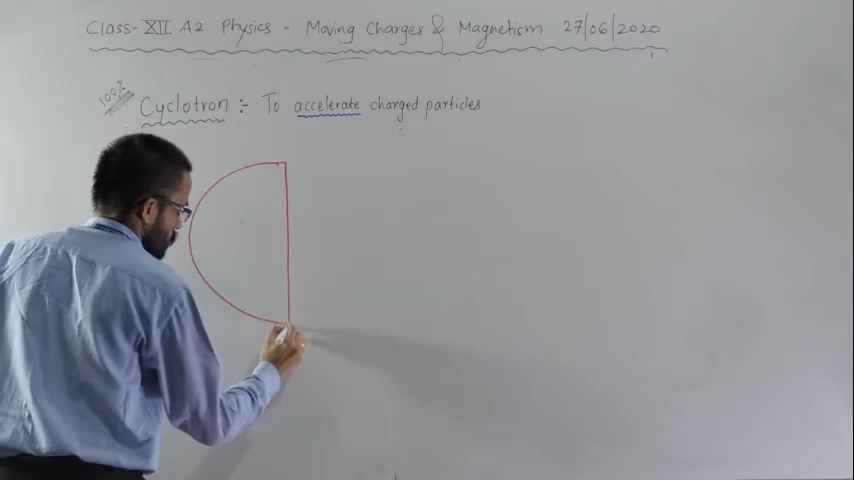 Class-XII A2 Physics - Moving Charges & Magnetism 27/06/2020
100%
Cyclotron :- To accelerate charged particles